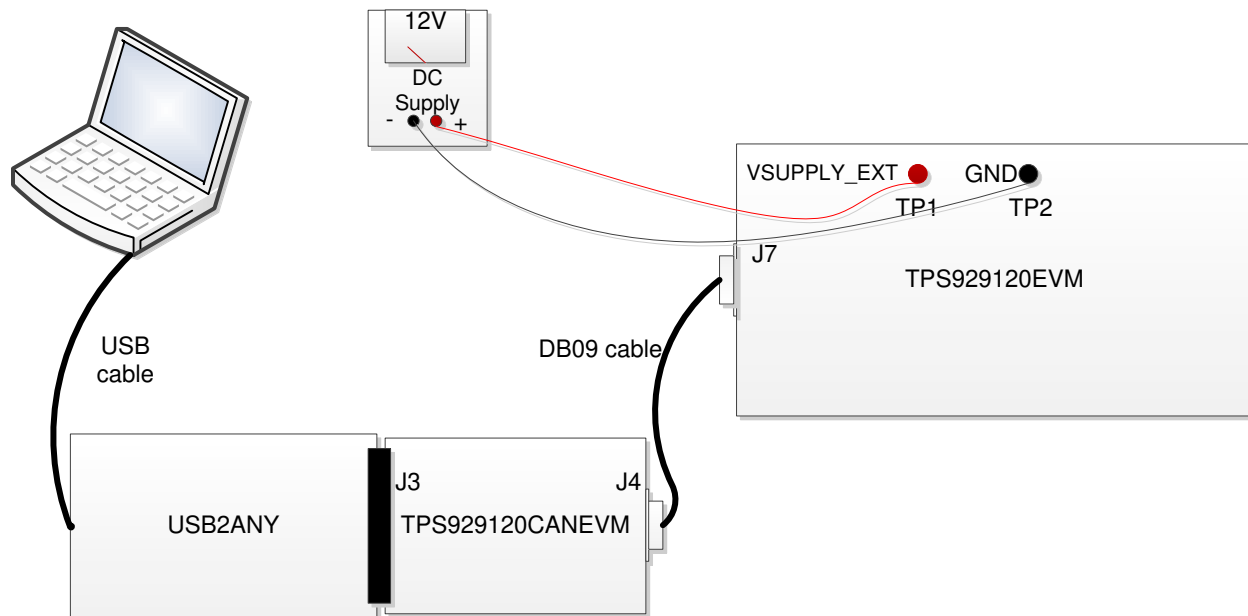 12V
DC
Supply
- +
VSUPPLY_EXT GND
TP1 TP2
J7
TPS929120EVM
USB
cable
DB09 cable
J3 J4
USB2ANY TPS929120CANEVM